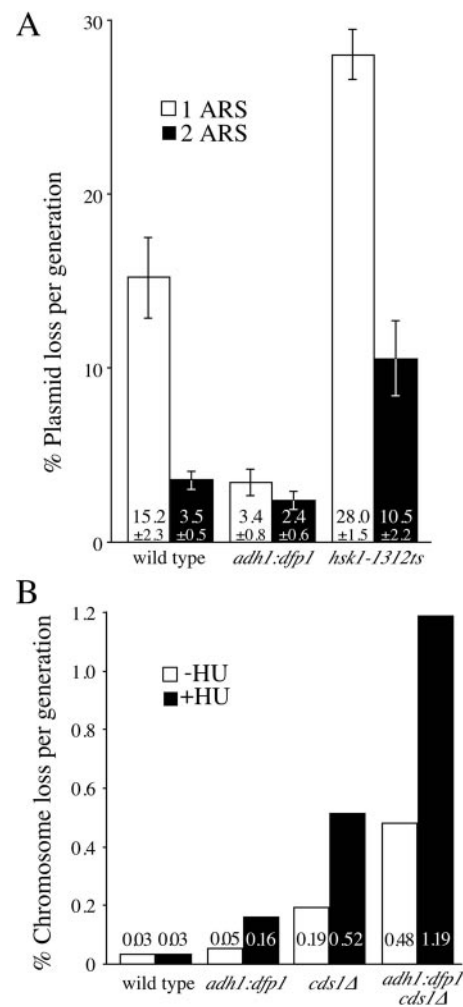 A
% Plasmid loss per generation
30
20
10
0
1 ARS
2 ARS
15.2 3.5 3.4 2.4 28.0 10.5
±2.3 ±0.5 ±0.8 ±0.6 ±1.5 ±2.2
wild type adh1:dfp1 hsk1-1312ts
B
% Chromosome loss per generation
1.2
1.0
0.8
0.6
0.4
0.2
0
-HU
+HU
0.03 0.03 0.05 0.16 0.19 0.52 0.48 1.19
wild type adh1:dfp1 cds1Δ adh1:dfp1
cds1Δ